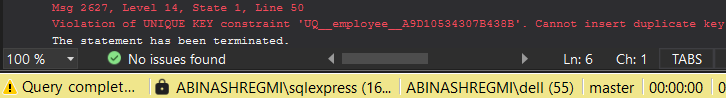 Msg 2627, Level 14, State 1, Line 50
Violation of UNIQUE KEY constraint 'UQ__employee__A9D10534307B438B'. Cannot insert duplicate key
The statement has been terminated.
100 % No issues found Ln: 6 Ch: 1 TABS
Query complet... ABINASHREGMI\sqlexpress (16... ABINASHREGMI\dell (55) master 00:00:00 0